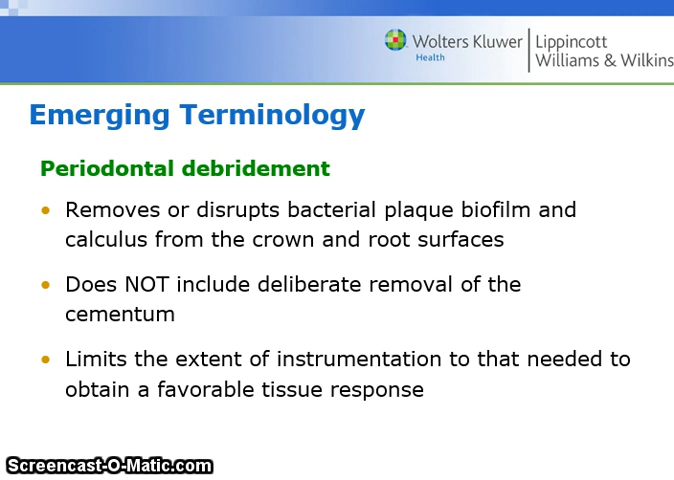 Wolters Kluwer
Health
Lippincott
Williams & Wilkins
Emerging Terminology
Periodontal debridement
• Removes or disrupts bacterial plaque biofilm and
calculus from the crown and root surfaces
• Does NOT include deliberate removal of the
cementum
• Limits the extent of instrumentation to that needed to
obtain a favorable tissue response
Screencast-O-Matic.com